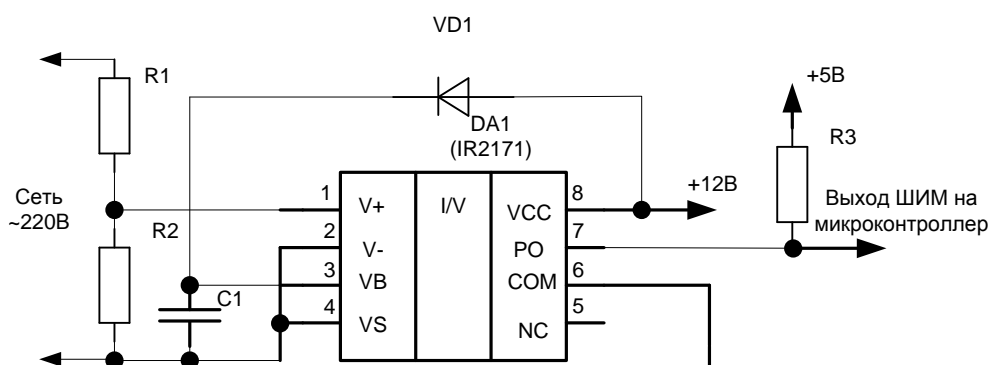 VD1
R1
+5В
DA1
(IR2171)
R3
Сеть
~220В
1
V+
I/V
VCC
8
+12В
Выход ШИМ на
микроконтроллер
R2
2
V-
PO
7
3
VB
COM
6
C1
4
VS
NC
5